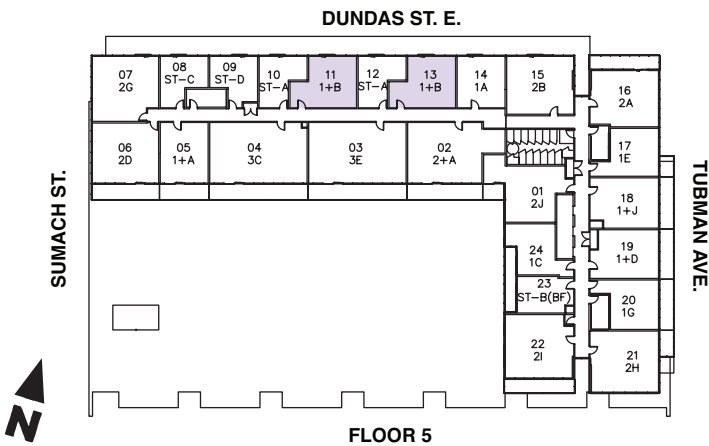 DUNDAS ST. E.
07
2G
08
ST-C
09
ST-D
10
ST-A
11
1+B
12
ST-A
13
1+B
14
1A
15
2B
16
2A
06
2D
05
1+A
04
3C
03
3E
02
2+A
17
1E
01
2J
18
1+J
24
1C
19
1+D
23
ST-B(BF)
20
1G
22
2I
21
2H
SUMACH ST.
TUBMAN AVE.
N
FLOOR 5